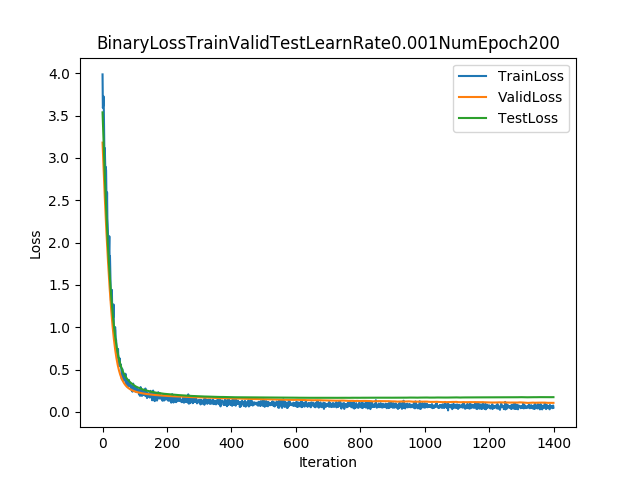 BinaryLossTrainValidTestLearnRate0.001NumEpoch200
TrainLoss
ValidLoss
TestLoss
Loss
4.0
3.5
3.0
2.5
2.0
1.5
1.0
0.5
0.0
0 200 400 600 800 1000 1200 1400
Iteration